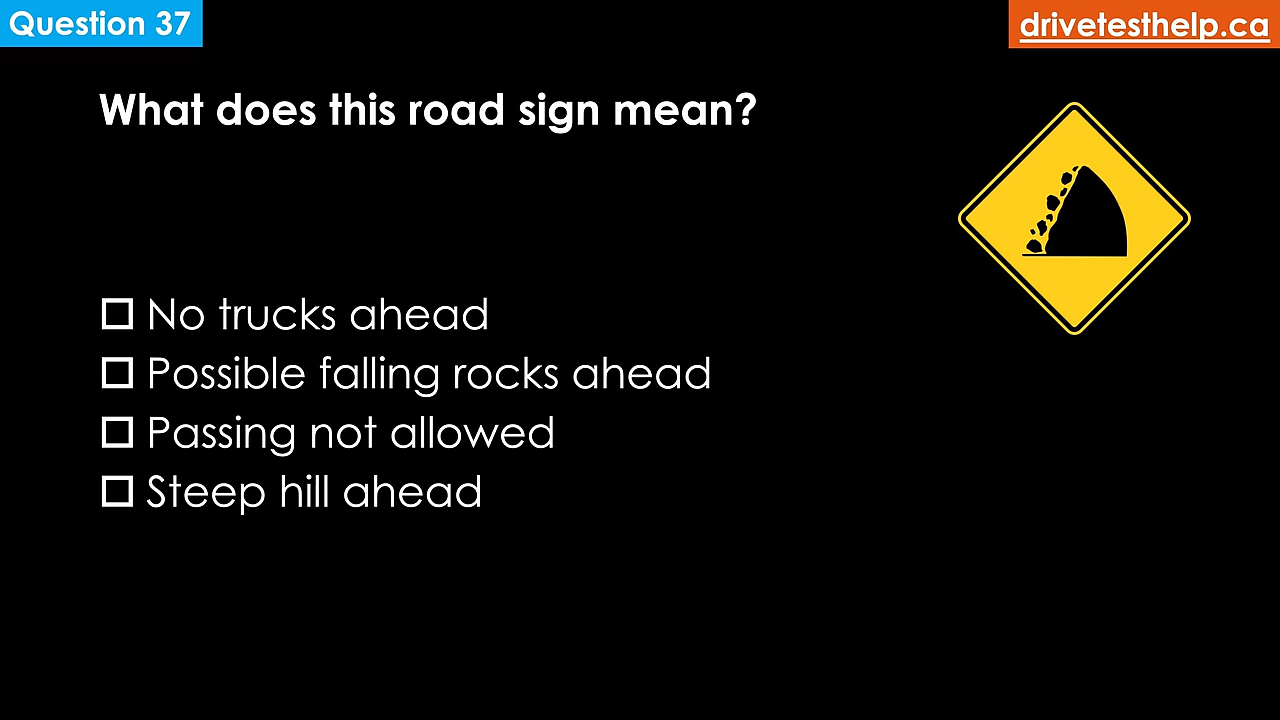 Question 37
drivetesthelp.ca
What does this road sign mean?
No trucks ahead
Possible falling rocks ahead
Passing not allowed
Steep hill ahead